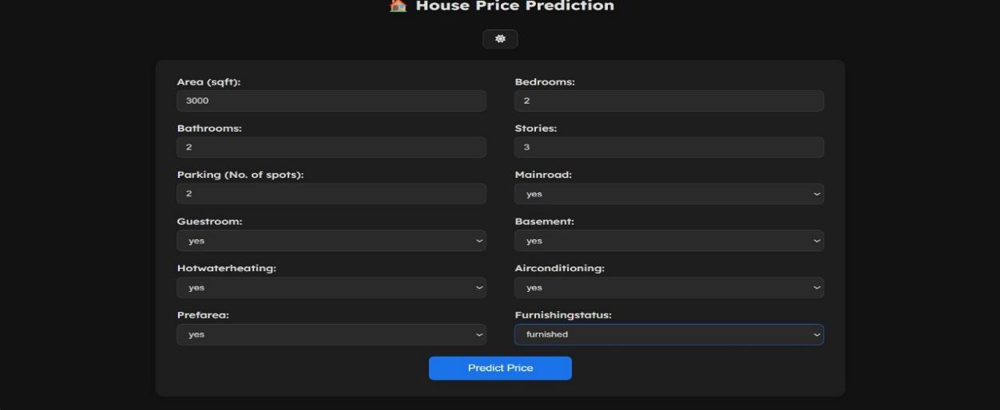 🏠 House Price Prediction
Area (sqft): Bedrooms:
3000 2
Bathrooms: Stories:
2 3
Parking (No. of spots): Mainroad:
2 yes
Guestroom: Basement:
yes yes
Hotwaterheating: Airconditioning:
yes yes
Prefarea: Furnishingstatus:
yes furnished
Predict Price